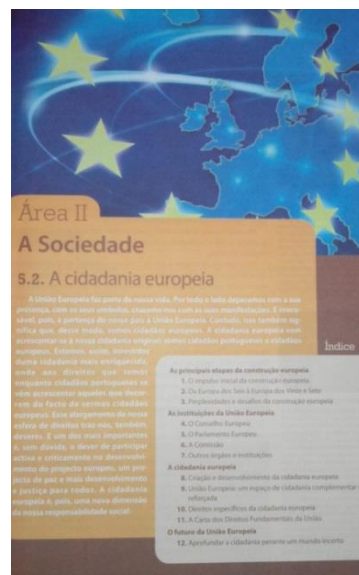 Área II
A Sociedade
5.2. A cidadania europeia
A União Europeia faz parte da nossa vida. Por todo o lado deparamos com a sua
presença, com os seus símbolos, cruzamo-nos com as suas manifestações. É inevi-
sável, pois, a pertença de todos nós à União Europeia. Contudo, isso também sig-
nifica que, desse modo, somos cidadãos europeus. A cidadania europeia vem
acrescentar-se à nossa cidadania original: somos cidadãos portugueses e cidadãos
europeus. Estamos, assim, investidos
numa cidadania mais enriquecida,
onde aos direitos que temos
enquanto cidadãos portugueses se
vêm acrescentar aqueles que decor-
rem do facto de sermos cidadãos
europeus. Esse alargamento da nossa
esfera de direitos traz-nos, também,
deveres. E um dos mais importantes
é, sem dúvida, o dever de participar
activa e criticamente no desenvolvi-
mento do projecto europeu, um pro-
jecto de paz e mais desenvolvimento
e justiça para todos. A cidadania
europeia é, pois, uma nova dimensão
da nossa responsabilidade social.
Índice
As principais etapas da construção europeia
1. O impulso inicial da construção europeia
2. Da Europa dos Seis à Europa dos Vinte e Sete
3. Perplexidades e desafios da construção europeia
As instituições da União Europeia
4. O Conselho Europeu
5. O Parlamento Europeu
6. A Comissão
7. Outros órgãos e instituições
A cidadania europeia
8. Criação e desenvolvimento da cidadania europeia
9. União Europeia: um espaço de cidadania complementar
reforçada
10. Direitos específicos da cidadania europeia
11. A Carta dos Direitos Fundamentais da União
O futuro da União Europeia
12. Aprofundar a cidadania perante um mundo incerto